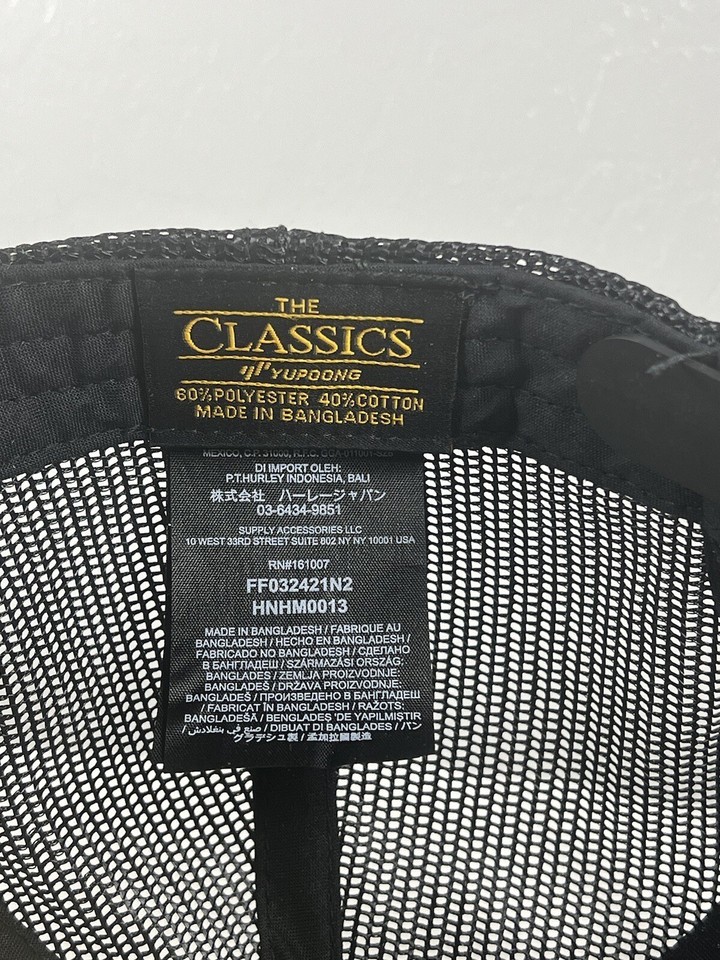 THE
CLASSICS
YUPOONG
60%POLYESTER 40%COTTON
MADE IN BANGLADESH
DI IMPORT OLEH:
P.T.HURLEY INDONESIA, BALI
株式会社 ハーレージャパン
03-6434-9851
SUPPLY ACCESSORIES LLC
10 WEST 33RD STREET SUITE 802 NY NY 10001 USA
RN#161007
FF032421N2
HNHM0013
MADE IN BANGLADESH / FABRIQUE AU
BANGLADESH / HECHO EN BANGLADESH /
FABRICADO NO BANGLADESH / СДЕЛАНО
В БАНГЛАДЕШ / SZÁRMAZÁSI ORSZÁG:
BANGLADES / ZEMLJA PROIZVODNJE:
BANGLADEŠ / DRŽAVA PROIZVODNJE:
BANGLADEŠ / ПРОИЗВЕДЕНО В БАНГЛАДЕШ
/ FABRICAT ÎN BANGLADESH / RAŽOTS:
BANGLADEŠĀ / BENGLADEŞ 'DE YAPILMIŞTIR
/ صنع في بنغلادش / DIBUAT DI BANGLADES / バン
グラデシュ製 / 孟加拉國製造